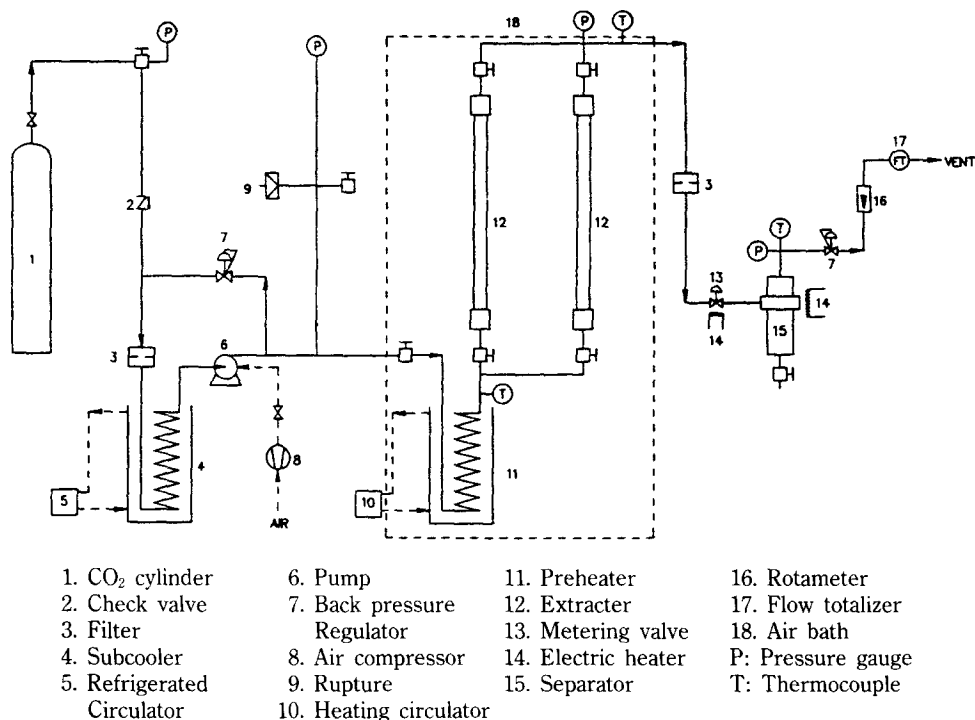 P
P
18
P
T
17
FT
VENT
2
9
3
16
12
12
1
7
T
P
7
13
14
15
14
3
6
T
4
8
11
5
10
AIR
1. CO₂ cylinder
2. Check valve
3. Filter
4. Subcooler
5. Refrigerated
Circulator
6. Pump
7. Back pressure
Regulator
8. Air compressor
9. Rupture
10. Heating circulator
11. Preheater
12. Extracter
13. Metering valve
14. Electric heater
15. Separator
16. Rotameter
17. Flow totalizer
18. Air bath
P: Pressure gauge
T: Thermocouple